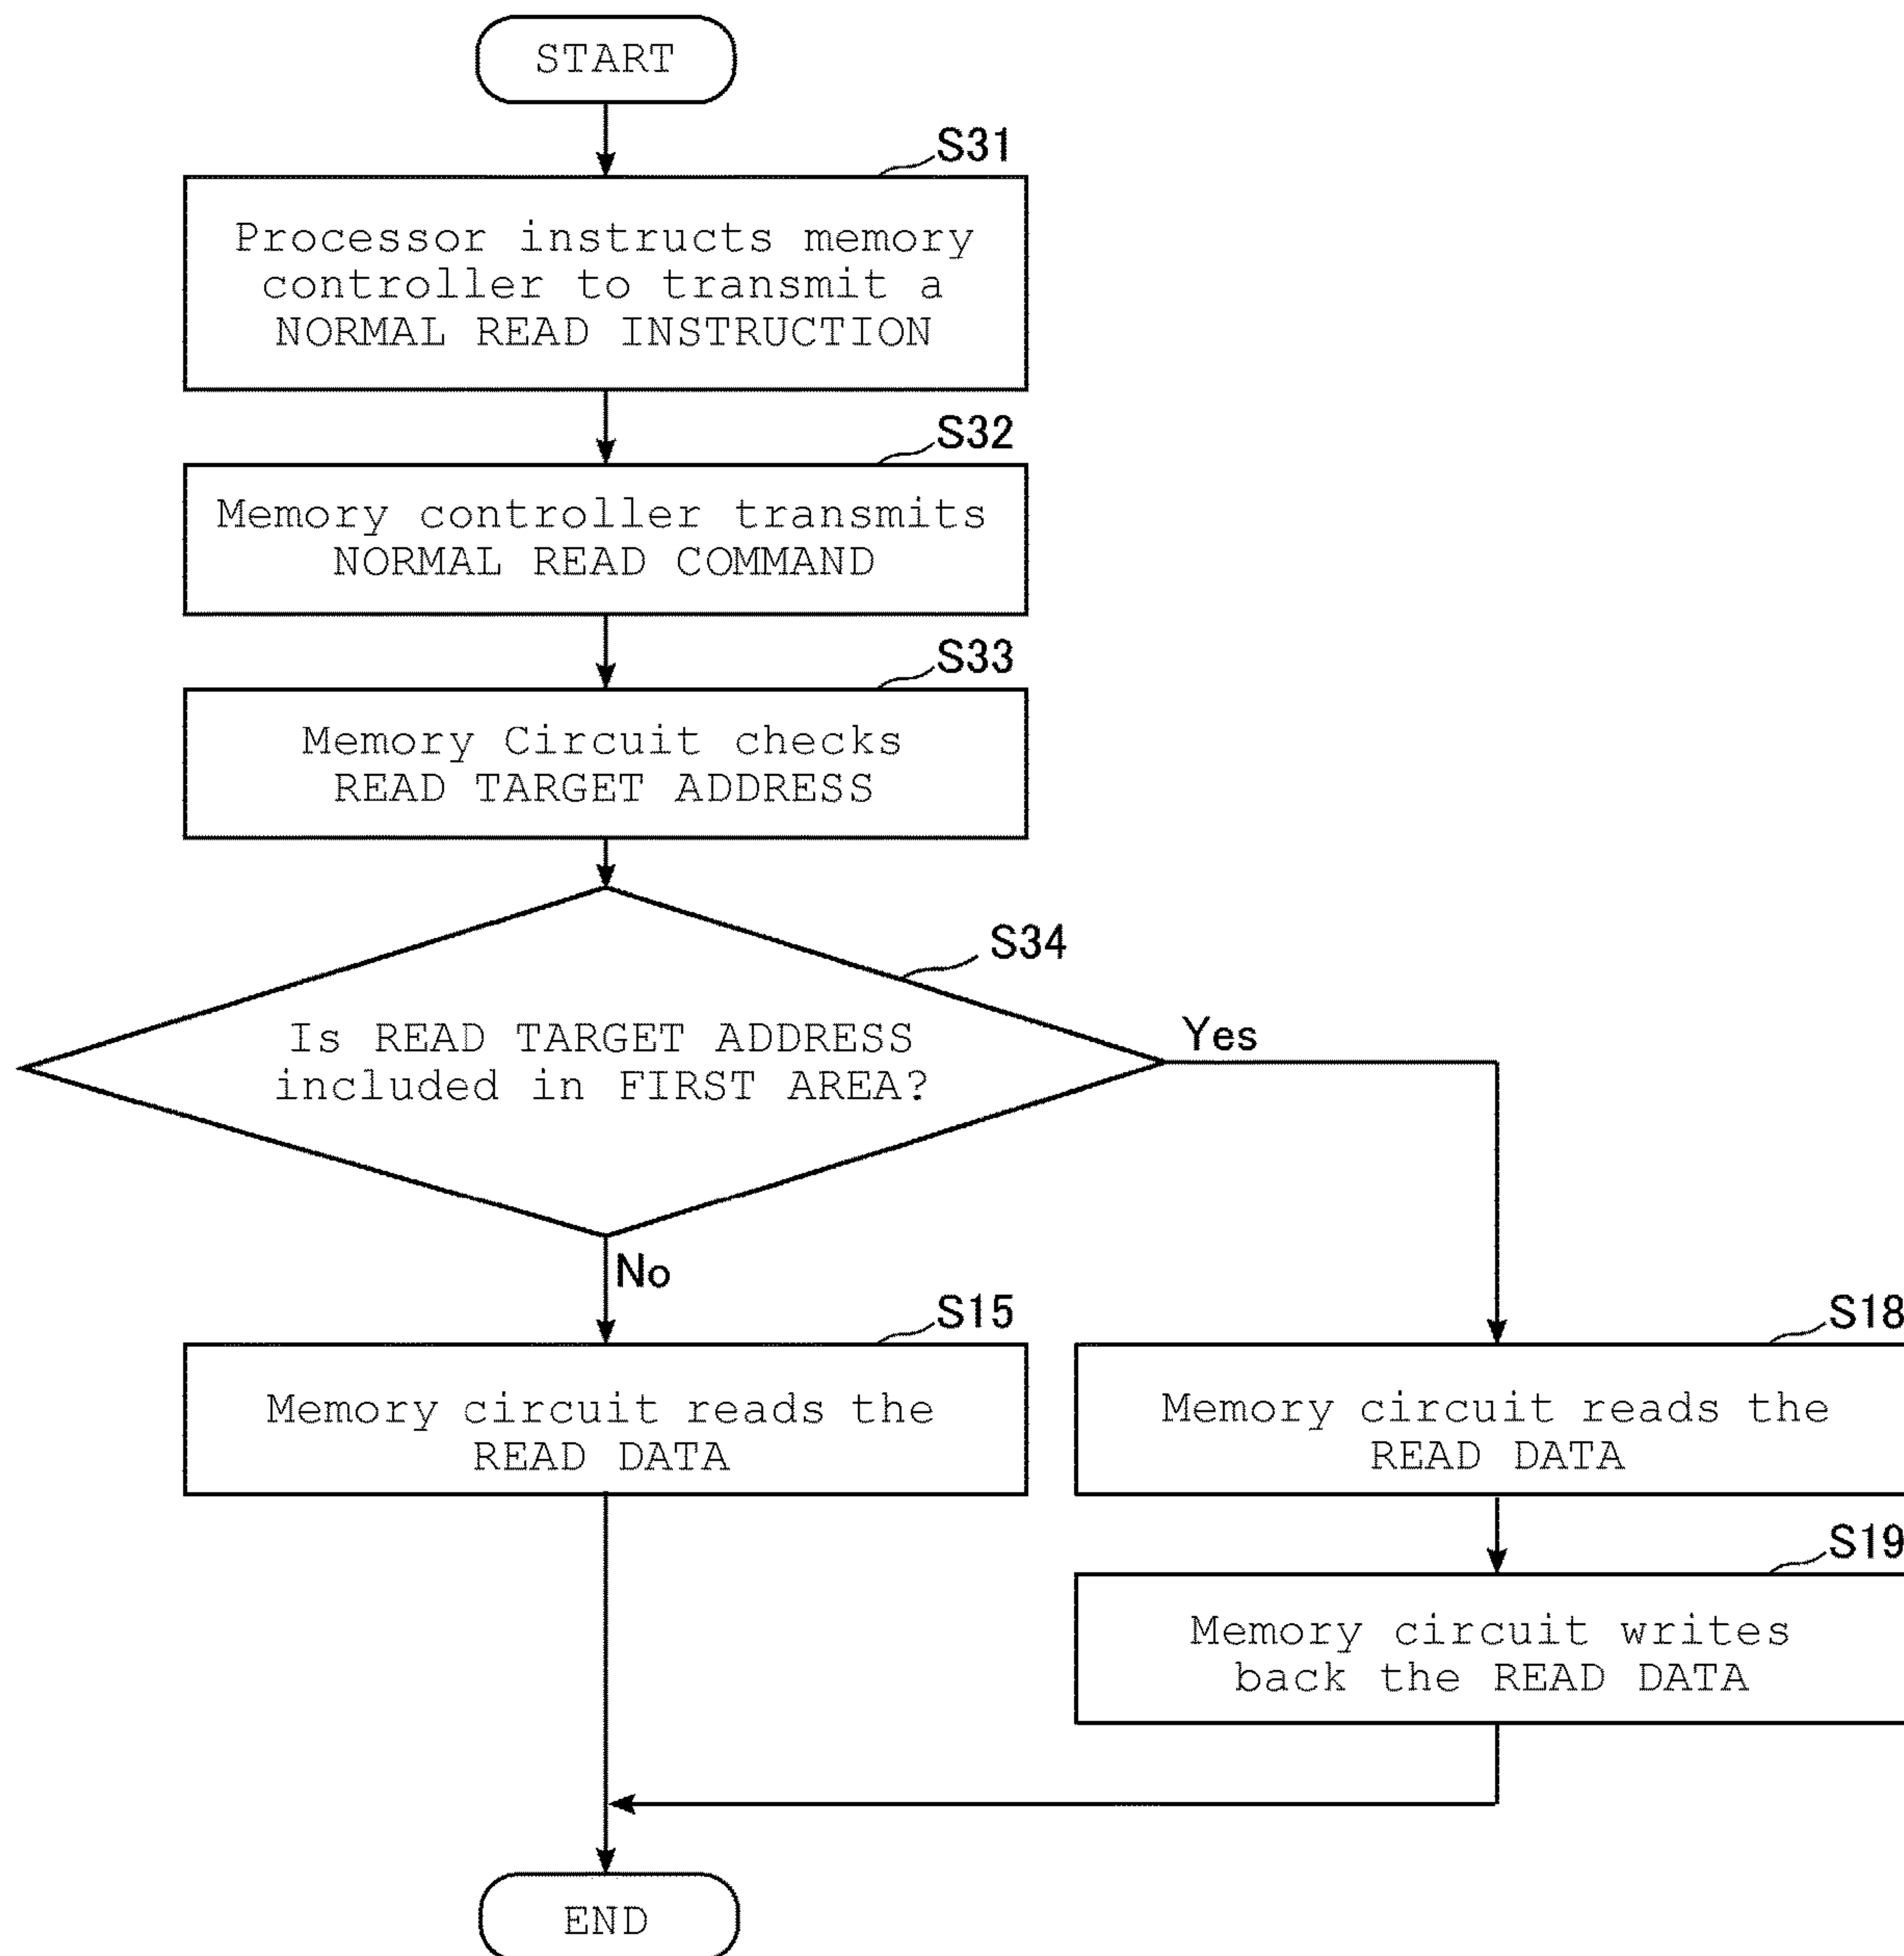 START
S31
Processor instructs memory
controller to transmit a
NORMAL READ INSTRUCTION
S32
Memory controller transmits
NORMAL READ COMMAND
S33
Memory Circuit checks
READ TARGET ADDRESS
S34
Is READ TARGET ADDRESS
included in FIRST AREA?
Yes
No
S15
Memory circuit reads the
READ DATA
S18
Memory circuit reads the
READ DATA
S19
Memory circuit writes
back the READ DATA
END